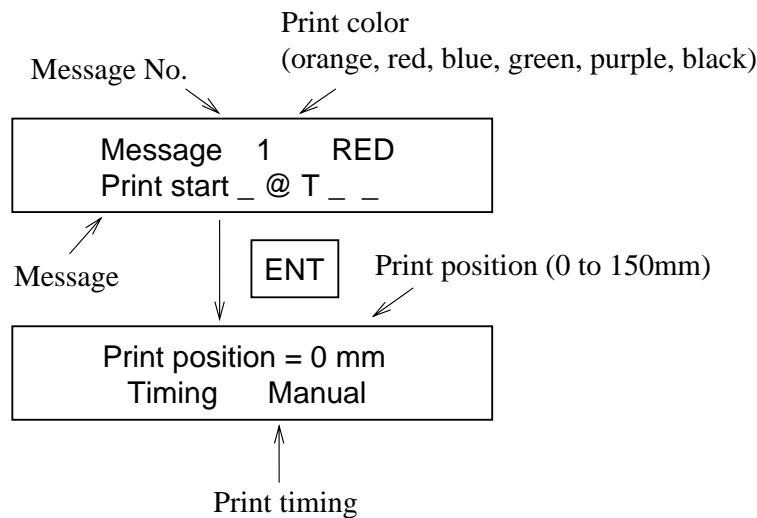 Print color
(orange, red, blue, green, purple, black)
Message No.
Message 1 RED
Print start _ @ T _ _
ENT
Print position (0 to 150mm)
Message
Print position = 0 mm
Timing Manual
Print timing